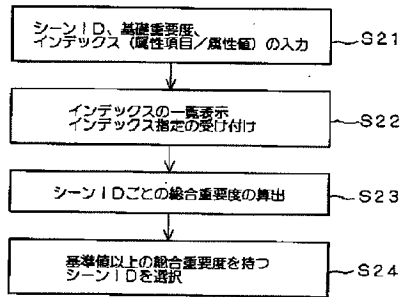 シーンID、基礎重要度、
インデックス（属性項目／属性値）の入力
S21
インデックスの一覧表示
インデックス指定の受け付け
S22
シーンIDごとの総合重要度の算出
S23
基準値以上の総合重要度を持つ
シーンIDを選択
S24